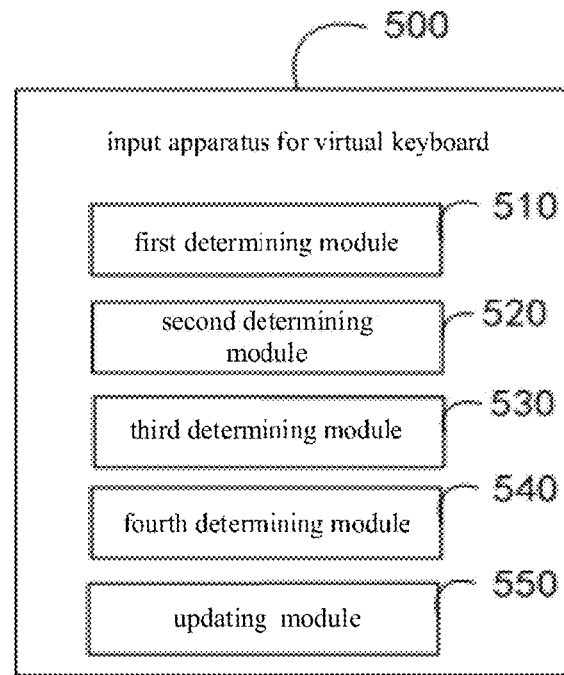 500
input apparatus for virtual keyboard
510
first determining module
520
second determining
module
530
third determining module
540
fourth determining module
550
updating module